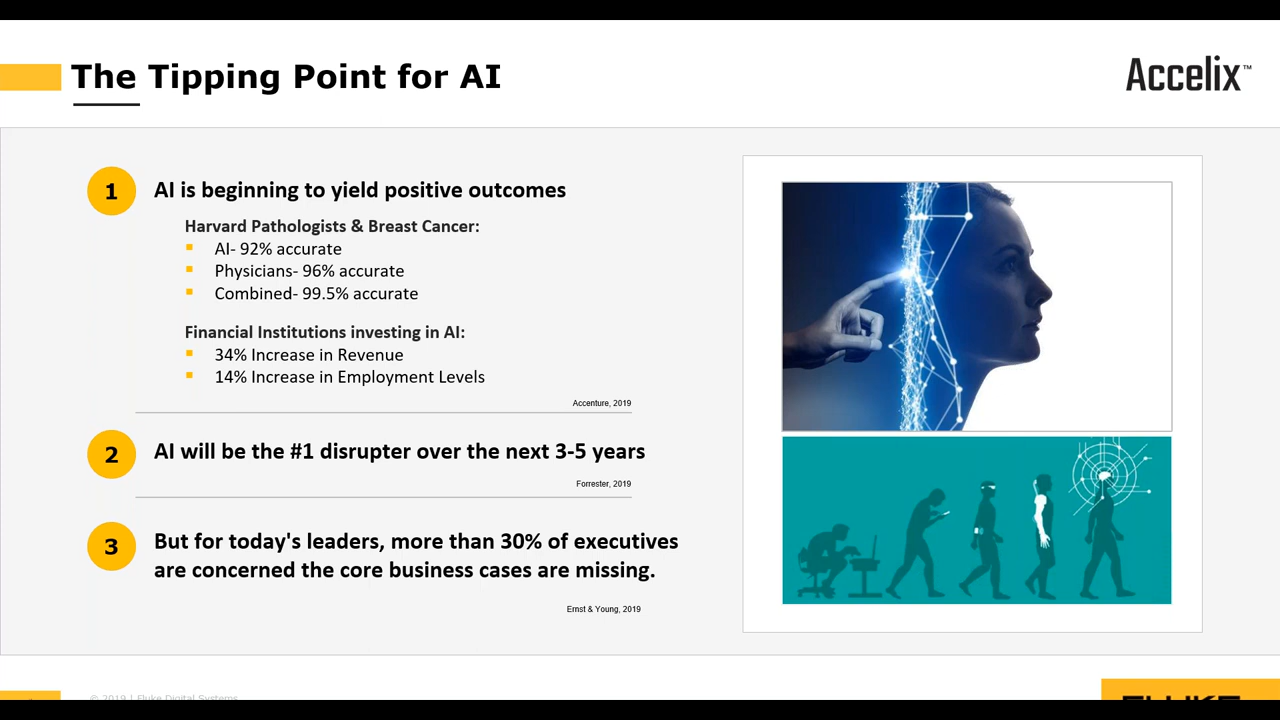 The Tipping Point for AI
Accelix™
1
AI is beginning to yield positive outcomes
Harvard Pathologists & Breast Cancer:
AI- 92% accurate
Physicians- 96% accurate
Combined- 99.5% accurate
Financial Institutions investing in AI:
34% Increase in Revenue
14% Increase in Employment Levels
Accenture, 2019
2
AI will be the #1 disrupter over the next 3-5 years
Forrester, 2019
3
But for today's leaders, more than 30% of executives
are concerned the core business cases are missing.
Ernst & Young, 2019
© 2019 | Fluke Digital Systems
FLUKE